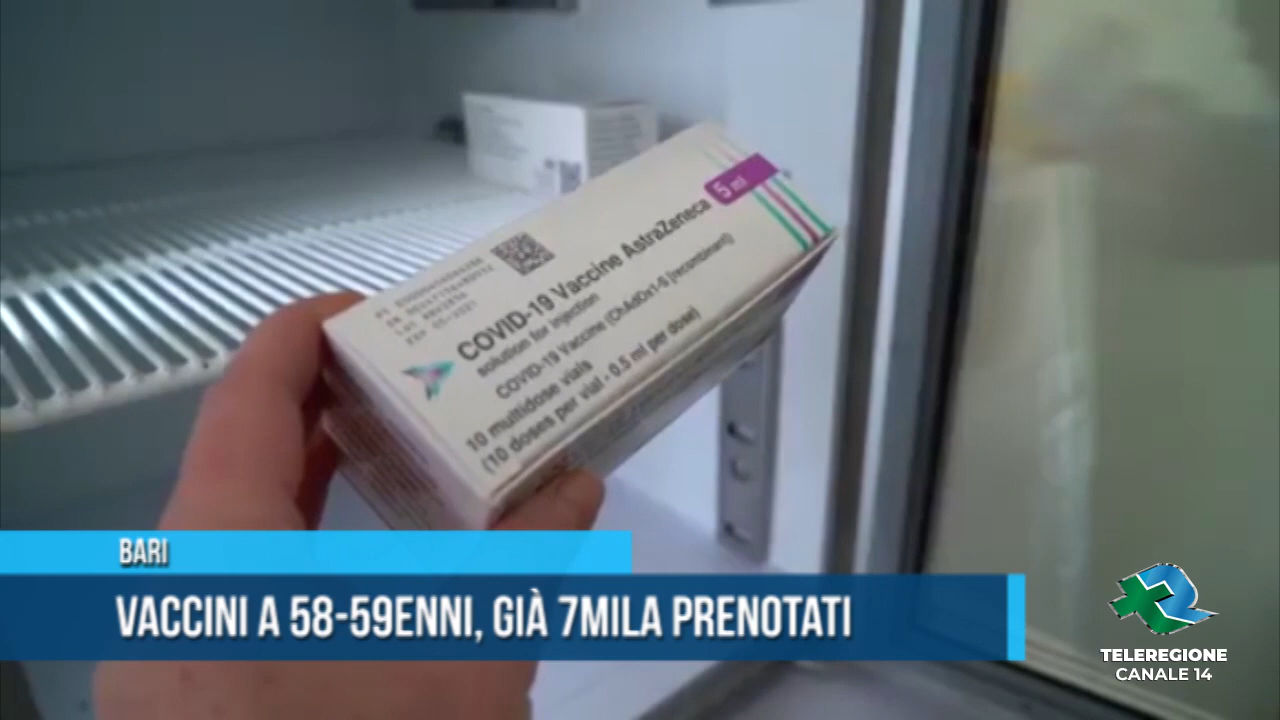 5 ml
COVID-19 Vaccine AstraZeneca
solution for injection
COVID-19 Vaccine (ChAdOx1-S [recombinant])
10 multidose vials
(10 doses per vial - 0.5 ml per dose)
BARI
VACCINI A 58-59ENNI, GIÀ 7MILA PRENOTATI
TELEREGIONE
CANALE 14